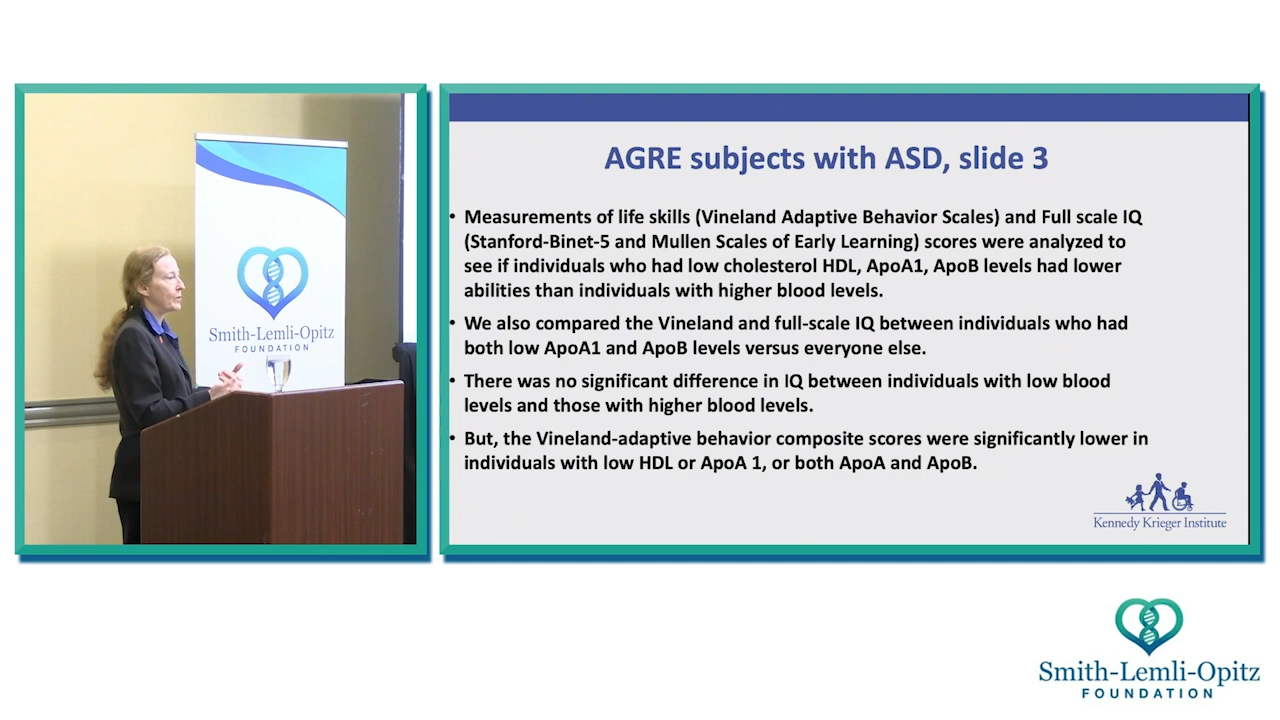 Smith-Lemli-Opitz
FOUNDATION
AGRE subjects with ASD, slide 3
• Measurements of life skills (Vineland Adaptive Behavior Scales) and Full scale IQ
(Stanford-Binet-5 and Mullen Scales of Early Learning) scores were analyzed to
see if individuals who had low cholesterol HDL, ApoA1, ApoB levels had lower
abilities than individuals with higher blood levels.
• We also compared the Vineland and full-scale IQ between individuals who had
both low ApoA1 and ApoB levels versus everyone else.
• There was no significant difference in IQ between individuals with low blood
levels and those with higher blood levels.
• But, the Vineland-adaptive behavior composite scores were significantly lower in
individuals with low HDL or ApoA 1, or both ApoA and ApoB.
Kennedy Krieger Institute
Smith-Lemli-Opitz
FOUNDATION